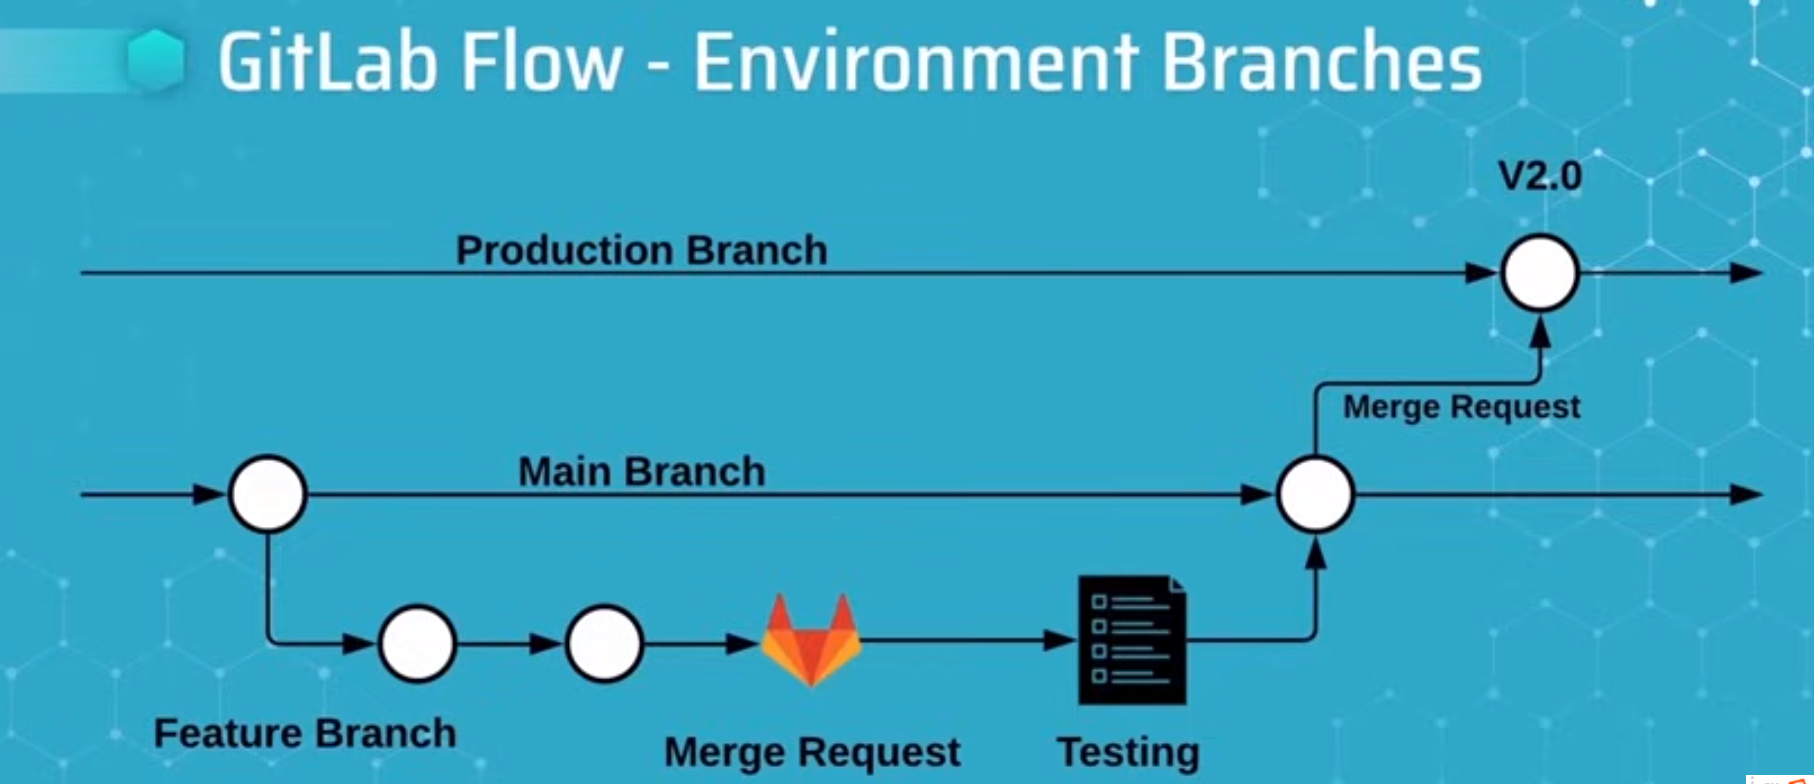 GitLab Flow - Environment Branches
V2.0
Production Branch
Merge Request
Main Branch
Feature Branch
Merge Request
Testing